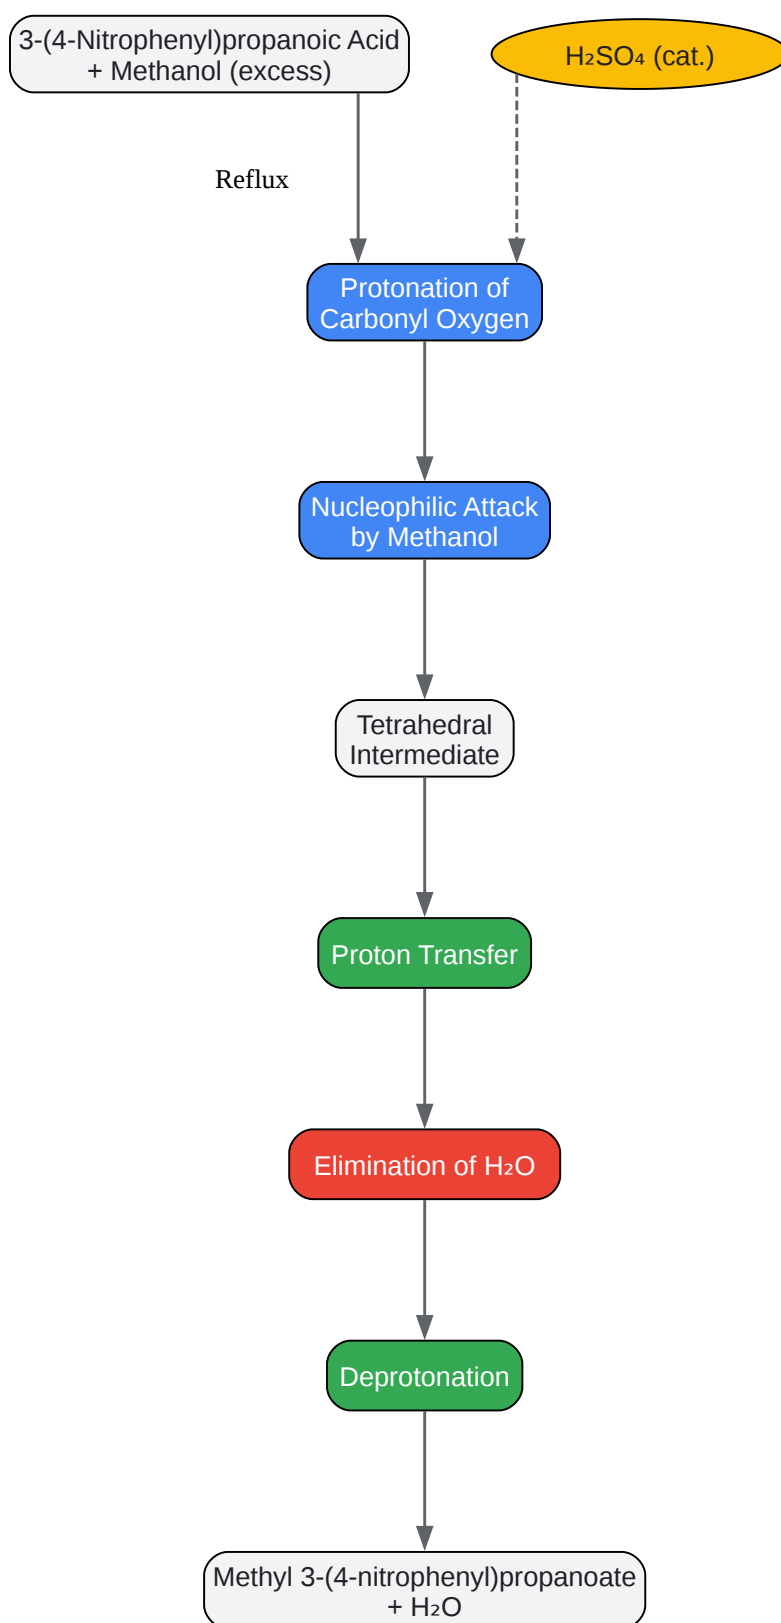 3-(4-Nitrophenyl)propanoic Acid
+ Methanol (excess)
H₂SO₄ (cat.)
Reflux
Protonation of
Carbonyl Oxygen
Nucleophilic Attack
by Methanol
Tetrahedral
Intermediate
Proton Transfer
Elimination of H₂O
Deprotonation
Methyl 3-(4-nitrophenyl)propanoate
+ H₂O